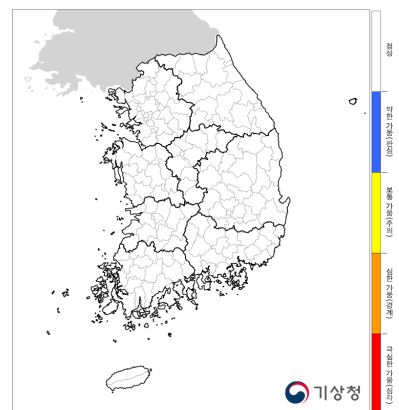 정상
약한 가뭄(관심)
보통 가뭄(주의)
심한 가뭄(경계)
극심한 가뭄(심각)
기상청